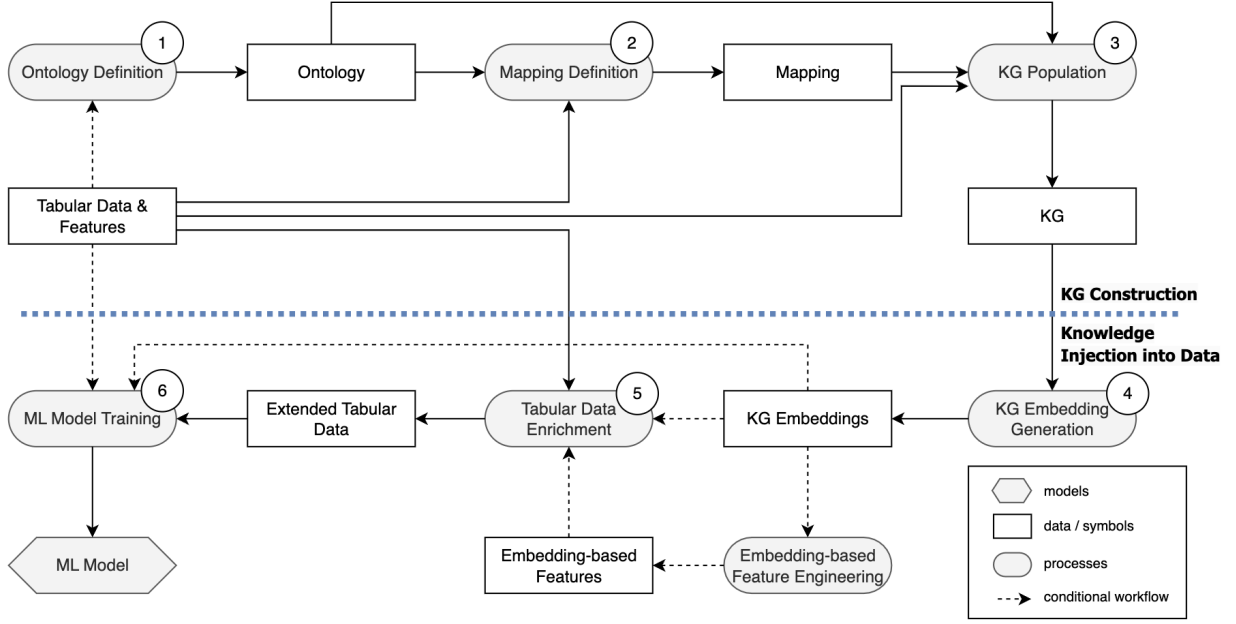 1
2
3
Ontology Definition
Ontology
Mapping Definition
Mapping
KG Population
Tabular Data &
Features
KG
KG Construction
Knowledge
Injection into Data
6
5
4
ML Model Training
Extended Tabular
Data
Tabular Data
Enrichment
KG Embeddings
KG Embedding
Generation
ML Model
Embedding-based
Features
Embedding-based
Feature Engineering
models
data / symbols
processes
conditional workflow